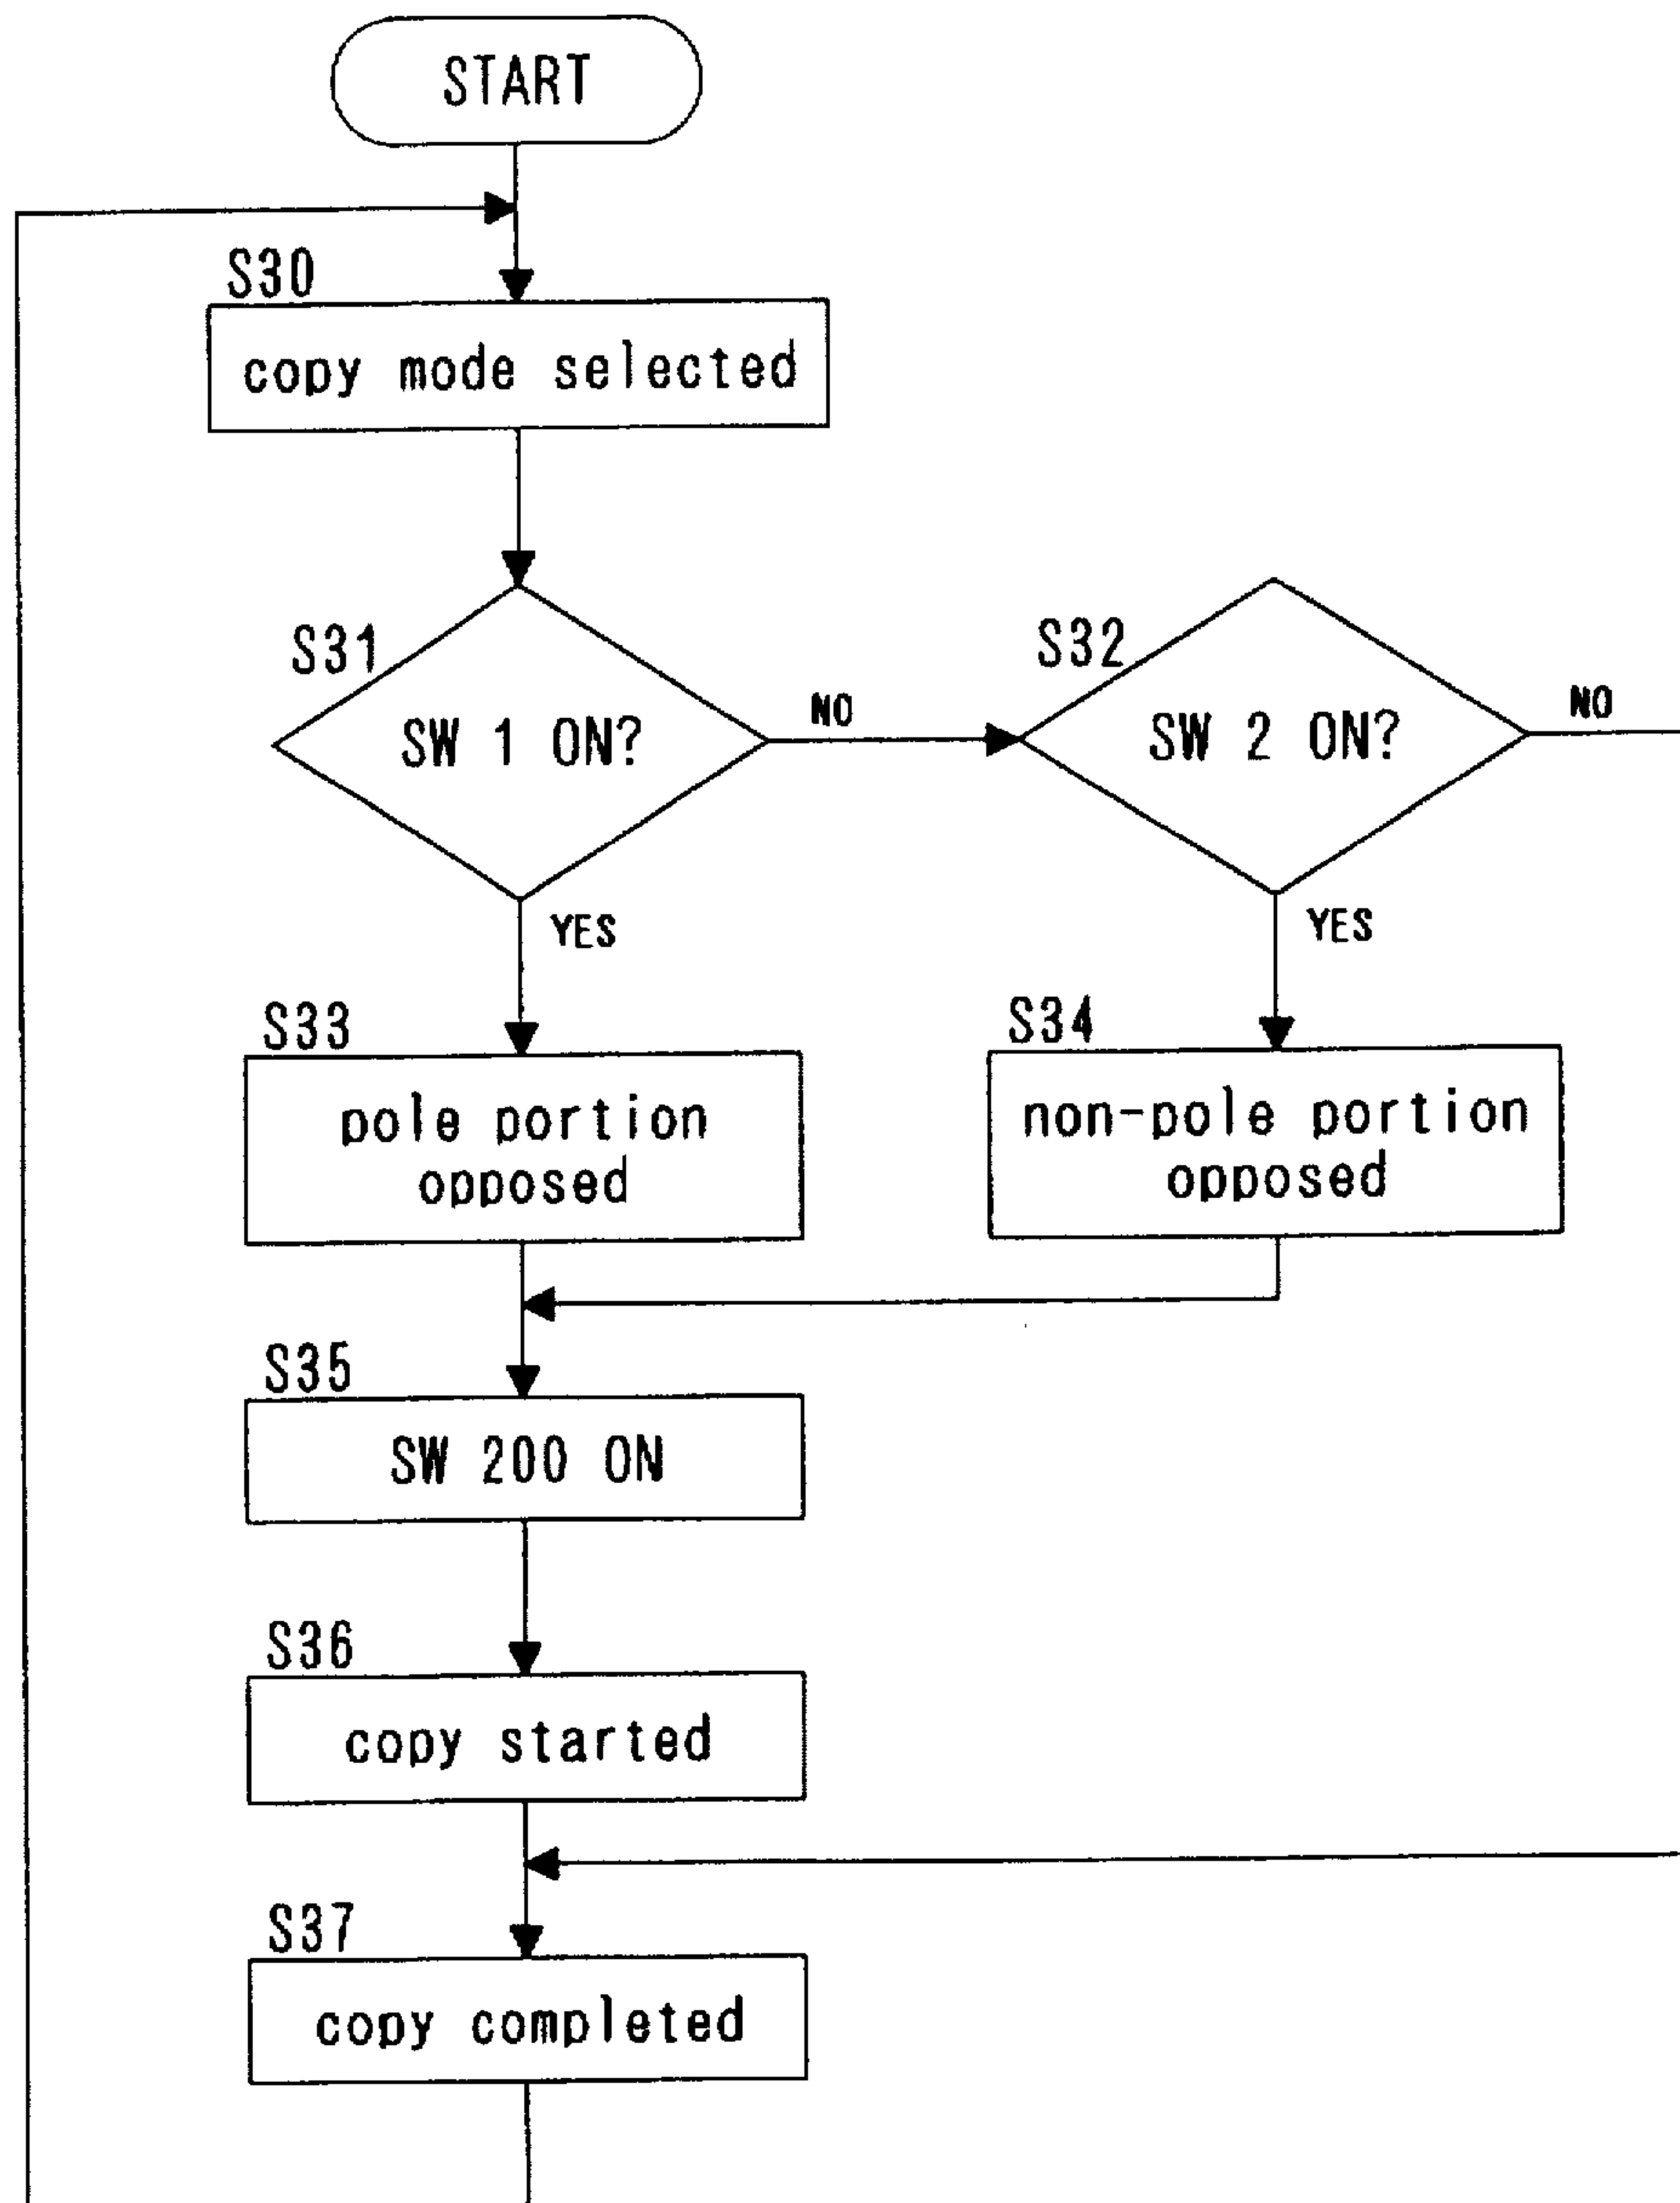 START
S30
copy mode selected
S31
SW 1 ON?
NO
S32
SW 2 ON?
NO
YES
YES
S33
pole portion
opposed
S34
non-pole portion
opposed
S35
SW 200 ON
S36
copy started
S37
copy completed